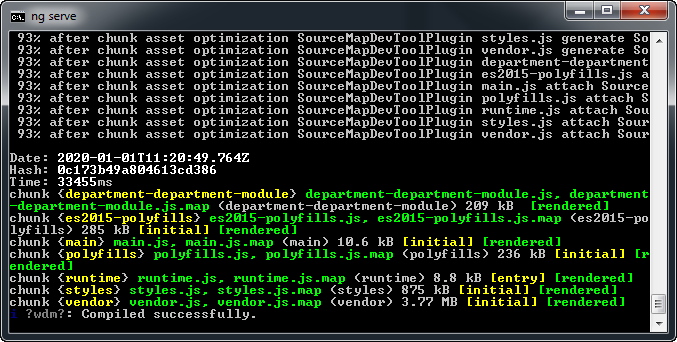 ng serve
93% after chunk asset optimization SourceMapDevToolPlugin styles.js generate So
93% after chunk asset optimization SourceMapDevToolPlugin vendor.js generate So
93% after chunk asset optimization SourceMapDevToolPlugin department-department
93% after chunk asset optimization SourceMapDevToolPlugin es2015-polyfills.js a
93% after chunk asset optimization SourceMapDevToolPlugin main.js attach Source
93% after chunk asset optimization SourceMapDevToolPlugin polyfills.js attach S
93% after chunk asset optimization SourceMapDevToolPlugin runtime.js attach Sou
93% after chunk asset optimization SourceMapDevToolPlugin styles.js attach Sour
93% after chunk asset optimization SourceMapDevToolPlugin vendor.js attach Sour
Date: 2020-01-01T11:20:49.764Z
Hash: 0c173b49a804613cd386
Time: 33455ms
chunk {department-department-module} department-department-module.js, department
-department-module.js.map (department-department-module) 209 kB  [rendered]
chunk {es2015-polyfills} es2015-polyfills.js, es2015-polyfills.js.map (es2015-po
lyfills) 285 kB [initial] [rendered]
chunk {main} main.js, main.js.map (main) 10.6 kB [initial] [rendered]
chunk {polyfills} polyfills.js, polyfills.js.map (polyfills) 236 kB [initial] [r
endered]
chunk {runtime} runtime.js, runtime.js.map (runtime) 8.8 kB [entry] [rendered]
chunk {styles} styles.js, styles.js.map (styles) 875 kB [initial] [rendered]
chunk {vendor} vendor.js, vendor.js.map (vendor) 3.77 MB [initial] [rendered]
?wdm?: Compiled successfully.